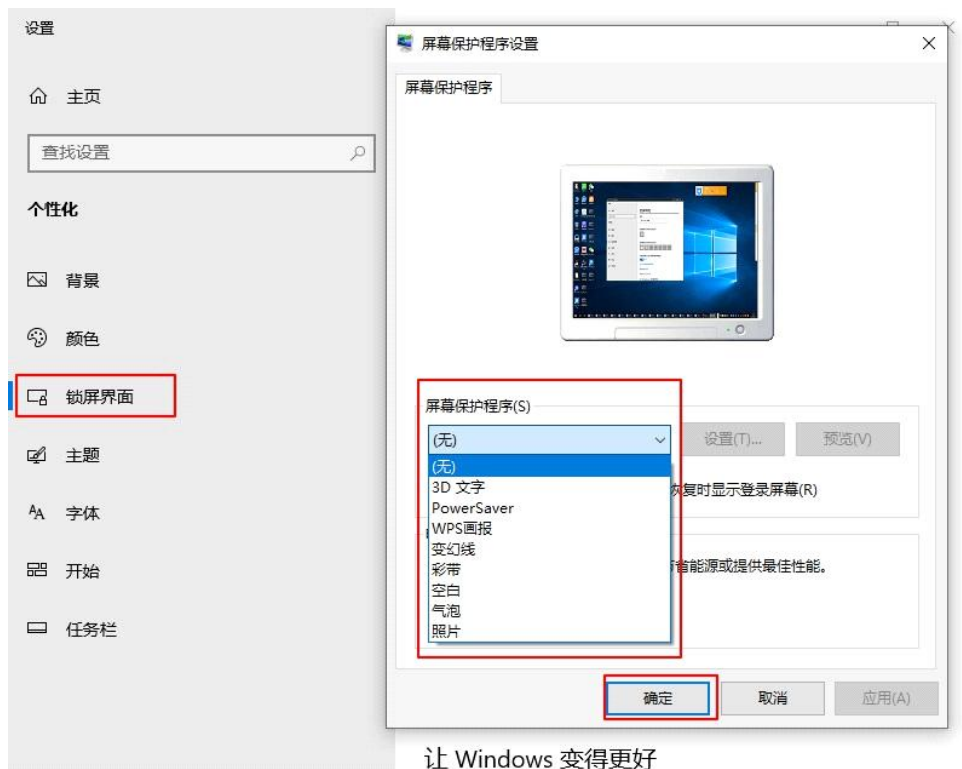 设置
主页
查找设置
个性化
背景
颜色
锁屏界面
主题
字体
开始
任务栏
屏幕保护程序设置
屏幕保护程序
屏幕保护程序(S)
(无)
设置(T)...
预览(V)
(无)
3D 文字
PowerSaver
WPS画报
变幻线
彩带
空白
气泡
照片
恢复时显示登录屏幕(R)
省能源或提供最佳性能。
确定
取消
应用(A)
让 Windows 变得更好